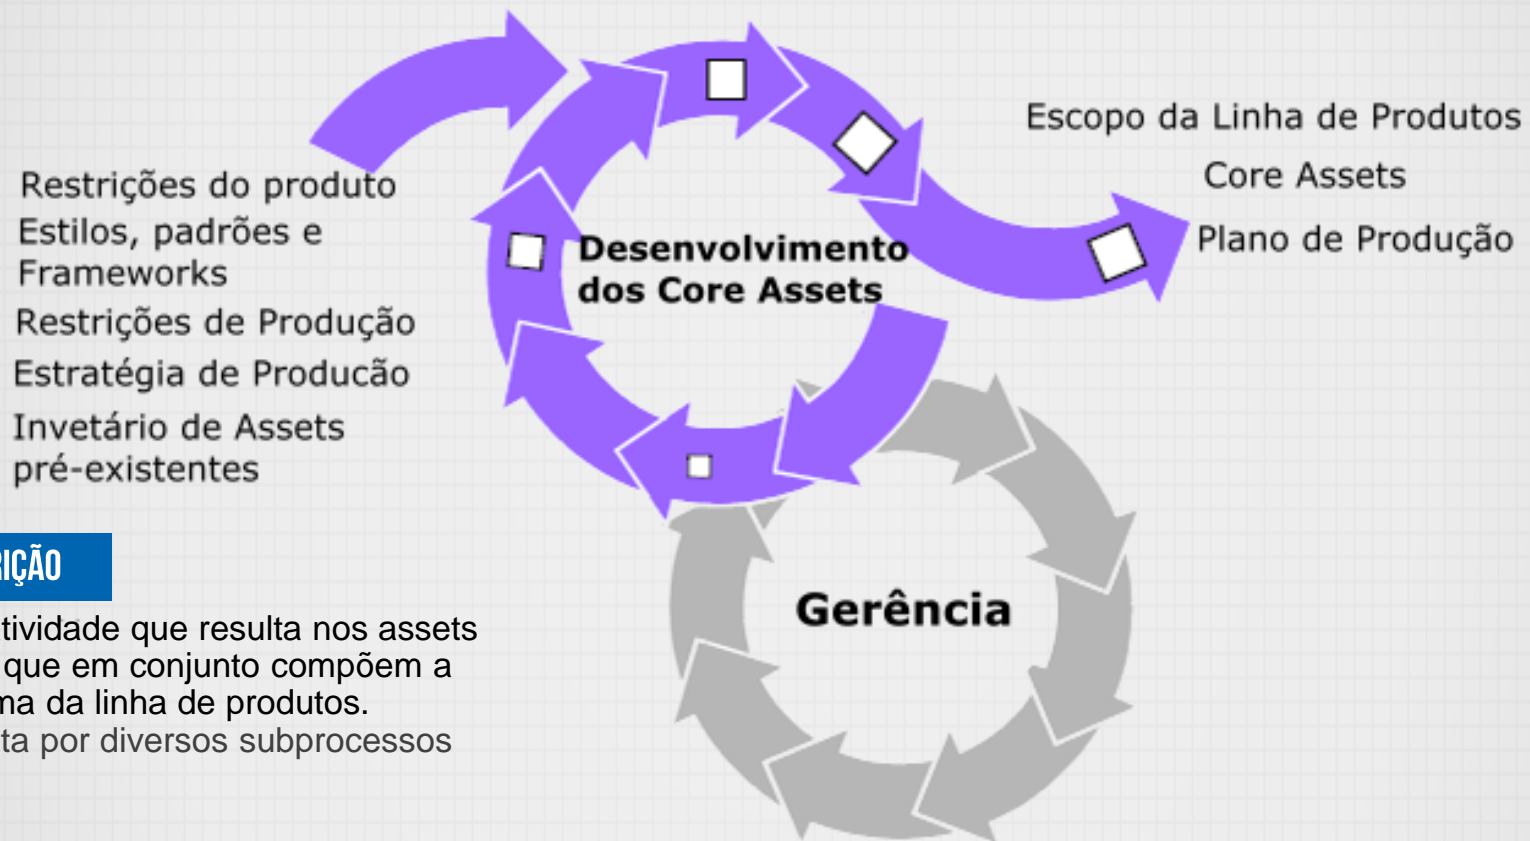 Restrições do produto
Estilos, padrões e
Frameworks
Restrições de Produção
Estratégia de Producão
Invetário de Assets
pré-existentes
Desenvolvimento
dos Core Assets
Escopo da Linha de Produtos
Core Assets
Plano de Produção
Gerência
RIÇÃO
tividade que resulta nos assets
que em conjunto compõem a
ma da linha de produtos.
ta por diversos subprocessos